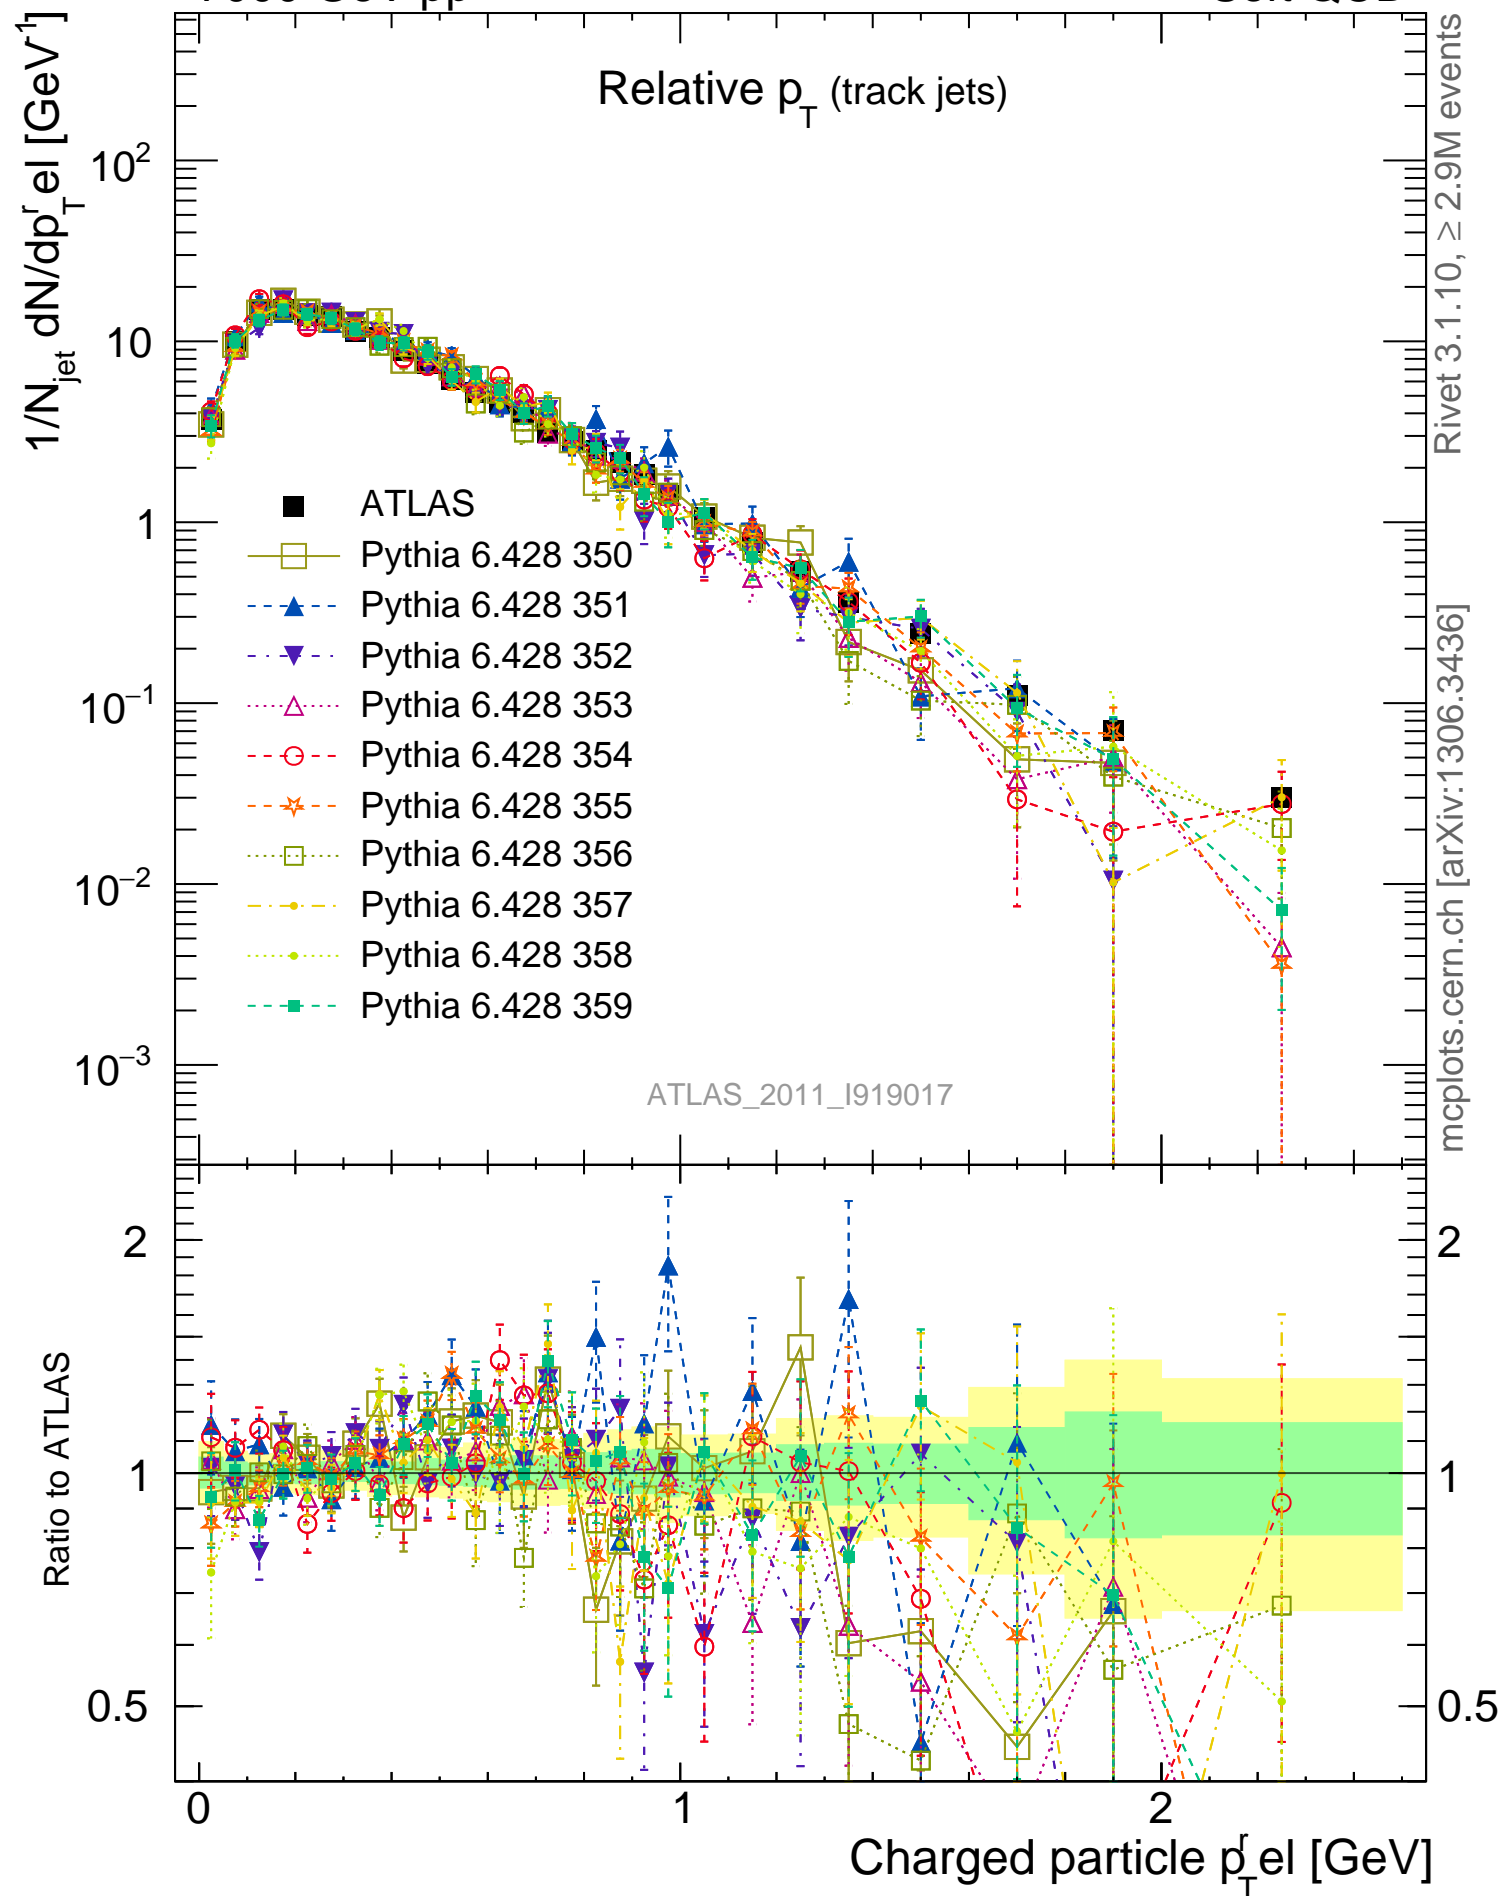 Relative p_T (track jets)
1/N_jet dN/dp_T^rel [GeV^-1]
10^2
10
1
10^−1
10^−2
10^−3
ATLAS
Pythia 6.428 350
Pythia 6.428 351
Pythia 6.428 352
Pythia 6.428 353
Pythia 6.428 354
Pythia 6.428 355
Pythia 6.428 356
Pythia 6.428 357
Pythia 6.428 358
Pythia 6.428 359
ATLAS_2011_I919017
Rivet 3.1.10, ≥ 2.9M events
mcplots.cern.ch [arXiv:1306.3436]
Ratio to ATLAS
2
1
0.5
2
1
0.5
0
1
2
Charged particle p_T^rel [GeV]